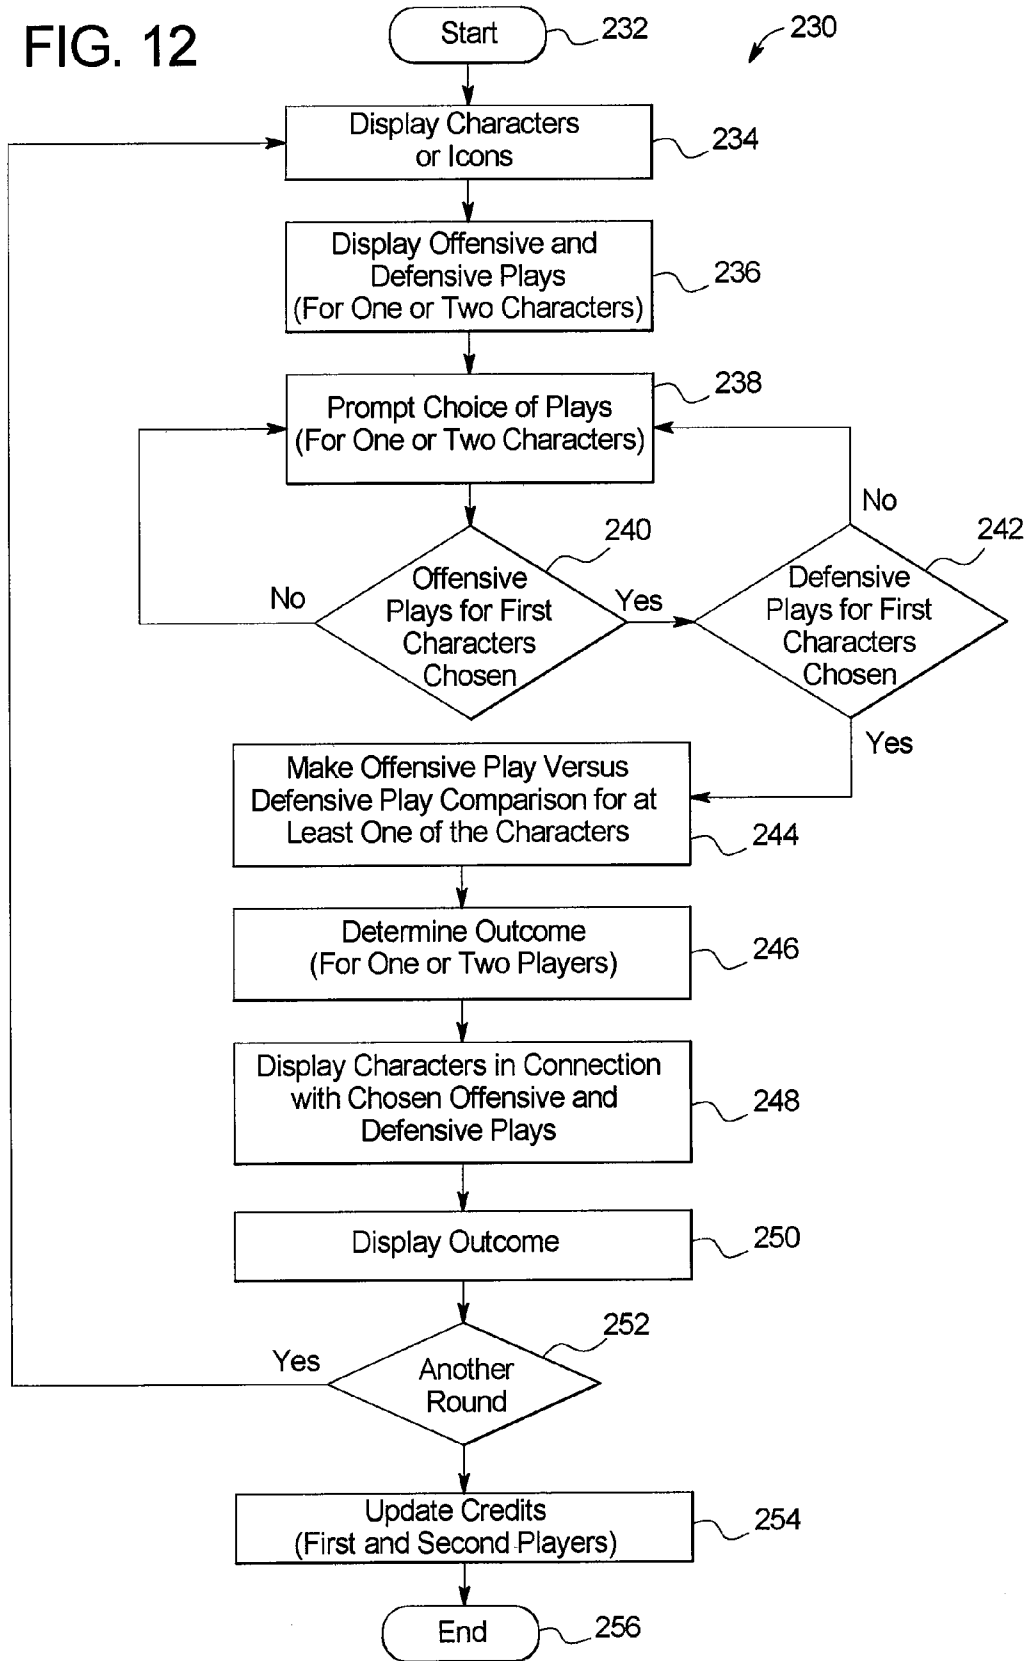 FIG. 12
Start
232
230
Display Characters
or Icons
234
Display Offensive and
Defensive Plays
(For One or Two Characters)
236
Prompt Choice of Plays
(For One or Two Characters)
238
No
Offensive
Plays for First
Characters
Chosen
240
Yes
No
Defensive
Plays for First
Characters
Chosen
242
Yes
Make Offensive Play Versus
Defensive Play Comparison for at
Least One of the Characters
244
Determine Outcome
(For One or Two Players)
246
Display Characters in Connection
with Chosen Offensive and
Defensive Plays
248
Display Outcome
250
Yes
Another
Round
252
Update Credits
(First and Second Players)
254
End
256